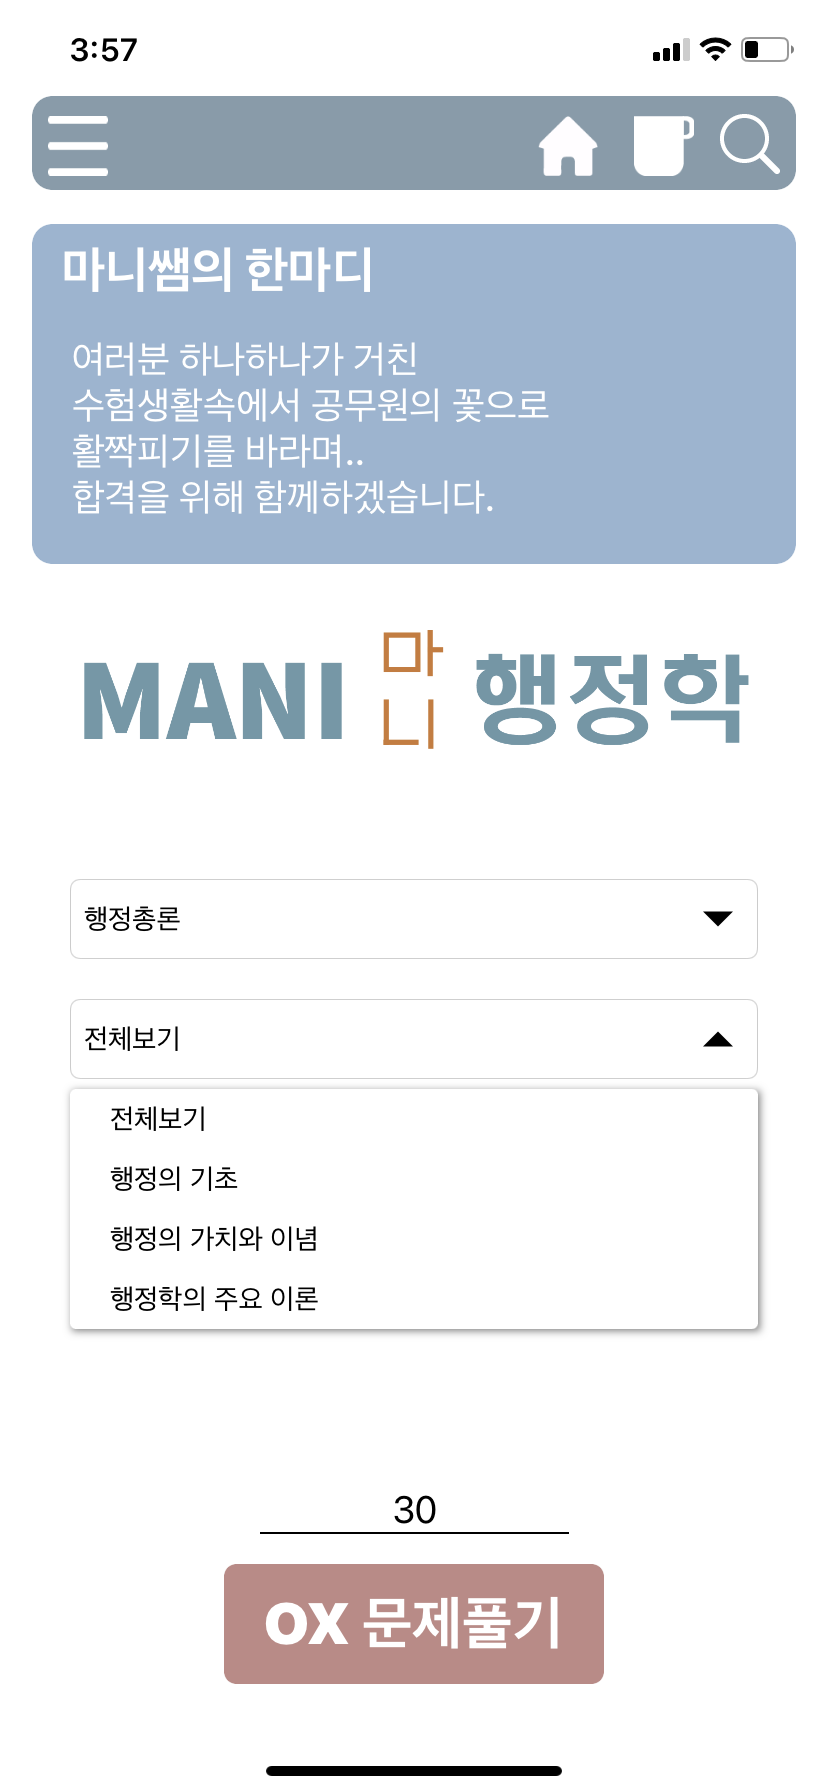 3:57
마니쌤의 한마디
여러분 하나하나가 거친
수험생활속에서 공무원의 꽃으로
활짝피기를 바라며..
합격을 위해 함께하겠습니다.
MANI 마니 행정학
행정총론
전체보기
전체보기
행정의 기초
행정의 가치와 이념
행정학의 주요 이론
30
OX 문제풀기